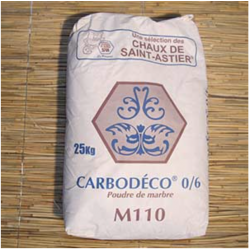 Une sélection des
CHAUX DE
SAINT-ASTIER®
25Kg
CARBODÉCO® 0/6
Poudre de marbre
M110